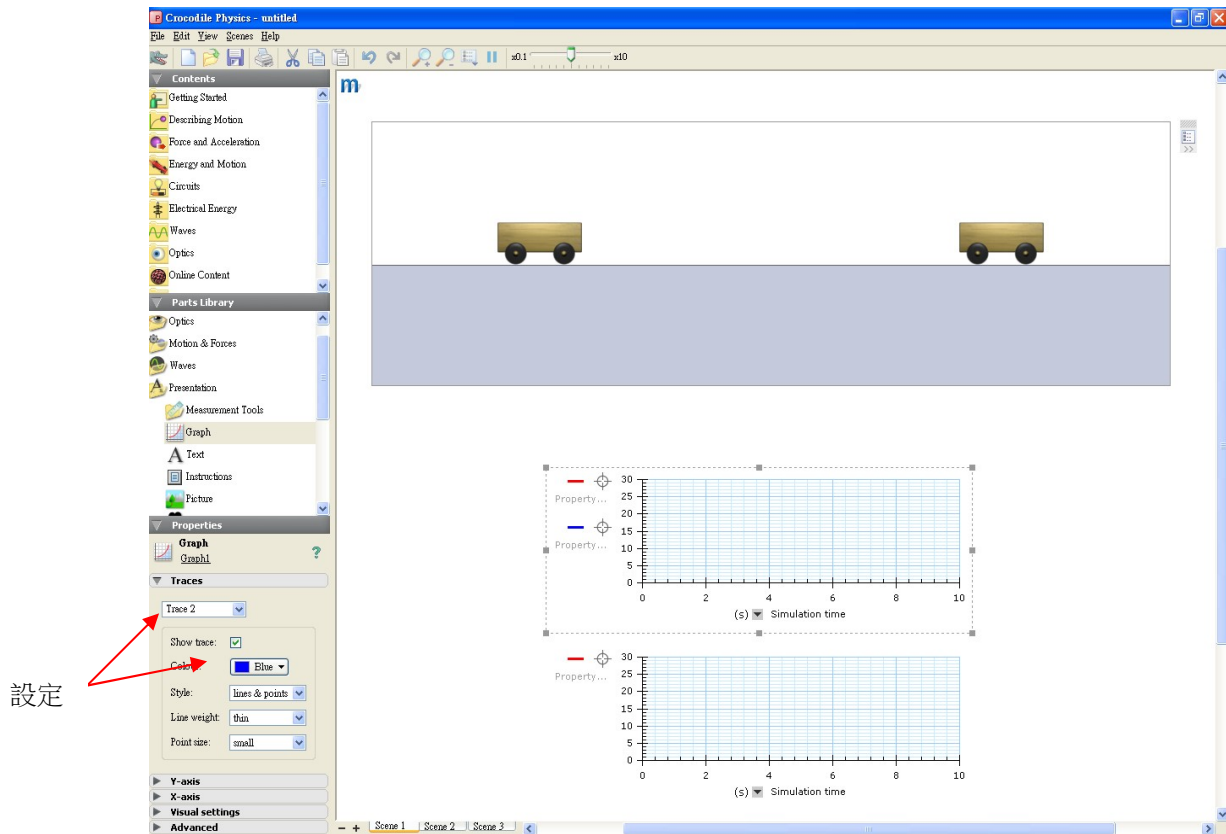 Crocodile Physics - untitled
File Edit View Scenes Help
x0.1 x10
Contents
Getting Started
Describing Motion
Force and Acceleration
Energy and Motion
Circuits
Electrical Energy
Waves
Optics
Online Content
Parts Library
Optics
Motion & Forces
Waves
Presentation
Measurement Tools
Graph
Text
Instructions
Picture
Properties
Graph
Graph1
?
Traces
Trace 2
Show trace:
Blue
Style: lines & points
Line weight: thin
Point size: small
Y-axis
X-axis
Visual settings
Advanced
設定
m
Property...
Property...
30
25
20
15
10
5
0
0 2 4 6 8 10
(s) Simulation time
Property...
30
25
20
15
10
5
0
0 2 4 6 8 10
(s) Simulation time
- + Scene 1 Scene 2 Scene 3